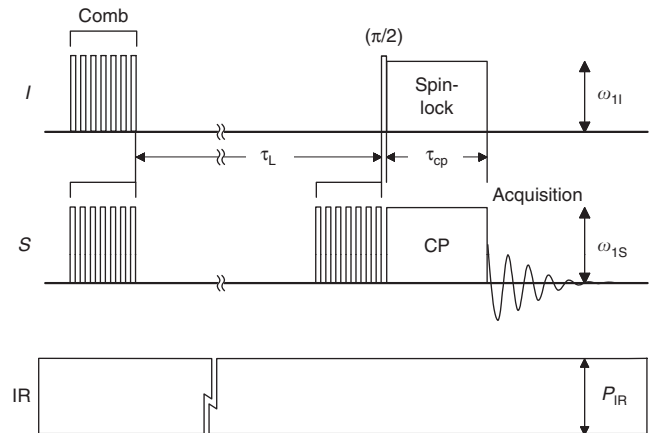 Comb
(π/2)
I
Spin-
lock
ω1I
τL
τcp
Acquisition
S
CP
ω1S
IR
PIR